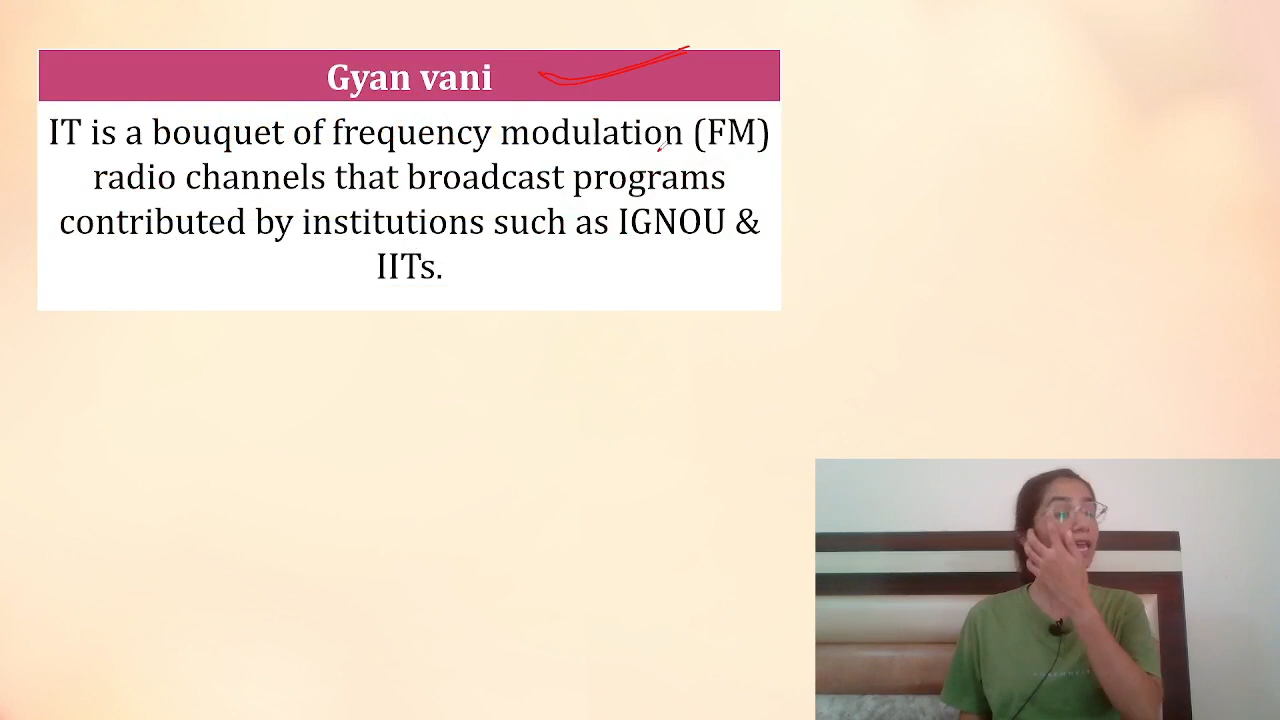 Gyan vani
IT is a bouquet of frequency modulation (FM)
radio channels that broadcast programs
contributed by institutions such as IGNOU &
IITs.